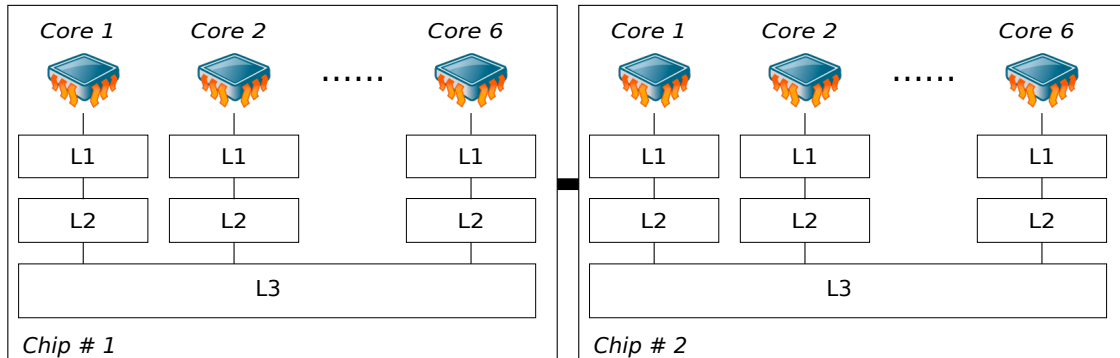 Core 1 Core 2 Core 6
......
L1 L1 L1
L2 L2 L2
L3
Chip # 1
Core 1 Core 2 Core 6
......
L1 L1 L1
L2 L2 L2
L3
Chip # 2